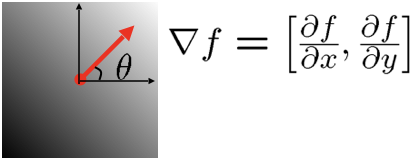 θ
∇f = [∂f/∂x, ∂f/∂y]